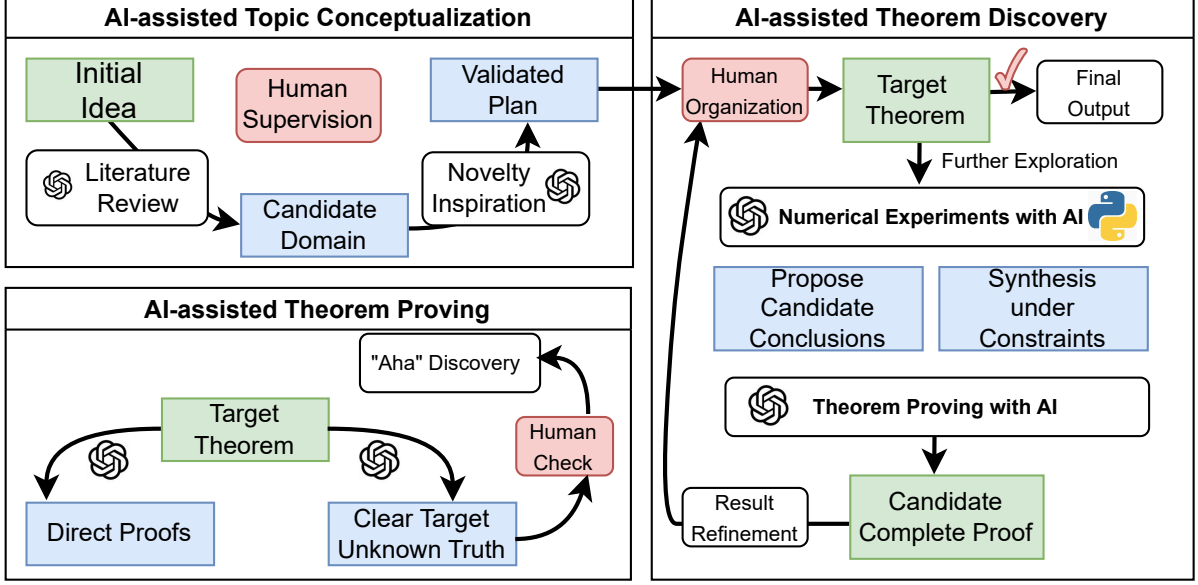 AI-assisted Topic Conceptualization
Initial
Idea
Human
Supervision
Validated
Plan
Literature
Review
Novelty
Inspiration
Candidate
Domain
AI-assisted Theorem Proving
"Aha" Discovery
Target
Theorem
Human
Check
Direct Proofs
Clear Target
Unknown Truth
AI-assisted Theorem Discovery
Human
Organization
Target
Theorem
Final
Output
Further Exploration
Numerical Experiments with AI
Propose
Candidate
Conclusions
Synthesis
under
Constraints
Theorem Proving with AI
Result
Refinement
Candidate
Complete Proof